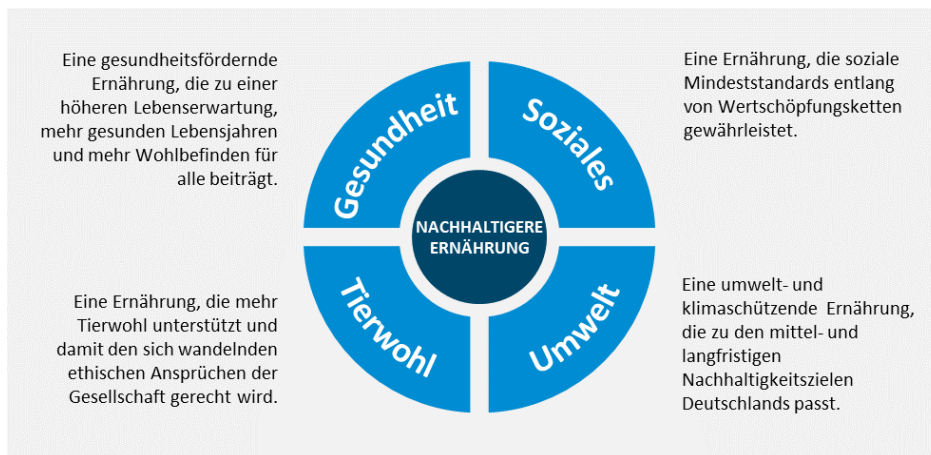 Eine gesundheitsfördernde
Ernährung, die zu einer
höheren Lebenserwartung,
mehr gesunden Lebensjahren
und mehr Wohlbefinden für
alle beiträgt.
Gesundheit
Soziales
Eine Ernährung, die soziale
Mindeststandards entlang
von Wertschöpfungsketten
gewährleistet.
NACHHALTIGERE
ERNÄHRUNG
Eine Ernährung, die mehr
Tierwohl unterstützt und
damit den sich wandelnden
ethischen Ansprüchen der
Gesellschaft gerecht wird.
Tierwohl
Umwelt
Eine umwelt- und
klimaschützende Ernährung,
die zu den mittel- und
langfristigen
Nachhaltigkeitszielen
Deutschlands passt.